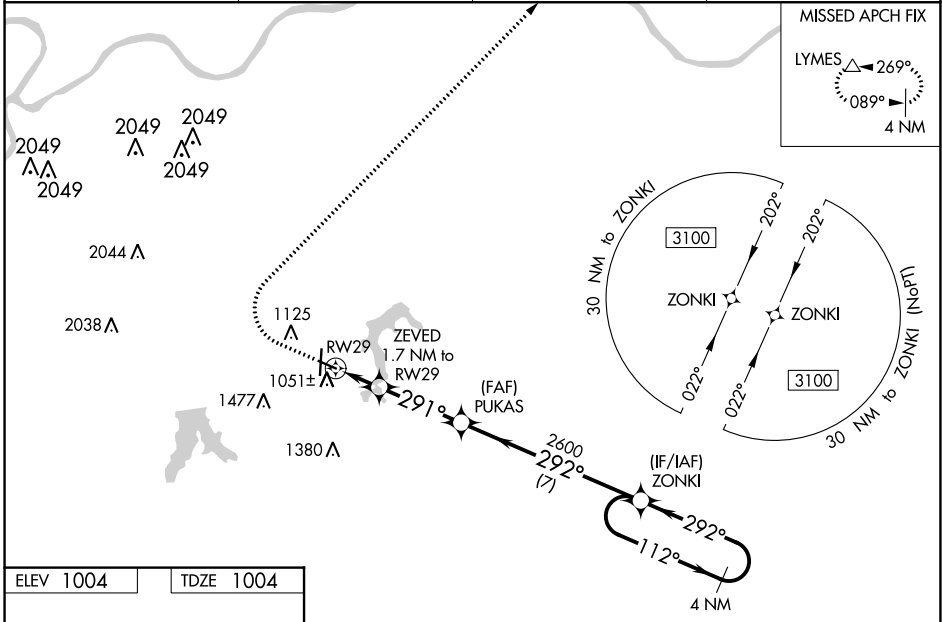 MISSED APCH FIX
LYMES
269°
089°
4 NM
2049
2049
2049
2049
2049
2044
2038
1125
RW29
1051±
1477
1380
ZEVED
1.7 NM to
RW29
291°
(FAF)
PUKAS
2600
292°
(7)
(IF/IAF)
ZONKI
292°
112°
4 NM
30 NM to ZONKI
3100
202°
ZONKI
022°
202°
ZONKI
022°
3100
30 NM to ZONKI (NoPT)
ELEV 1004
TDZE 1004